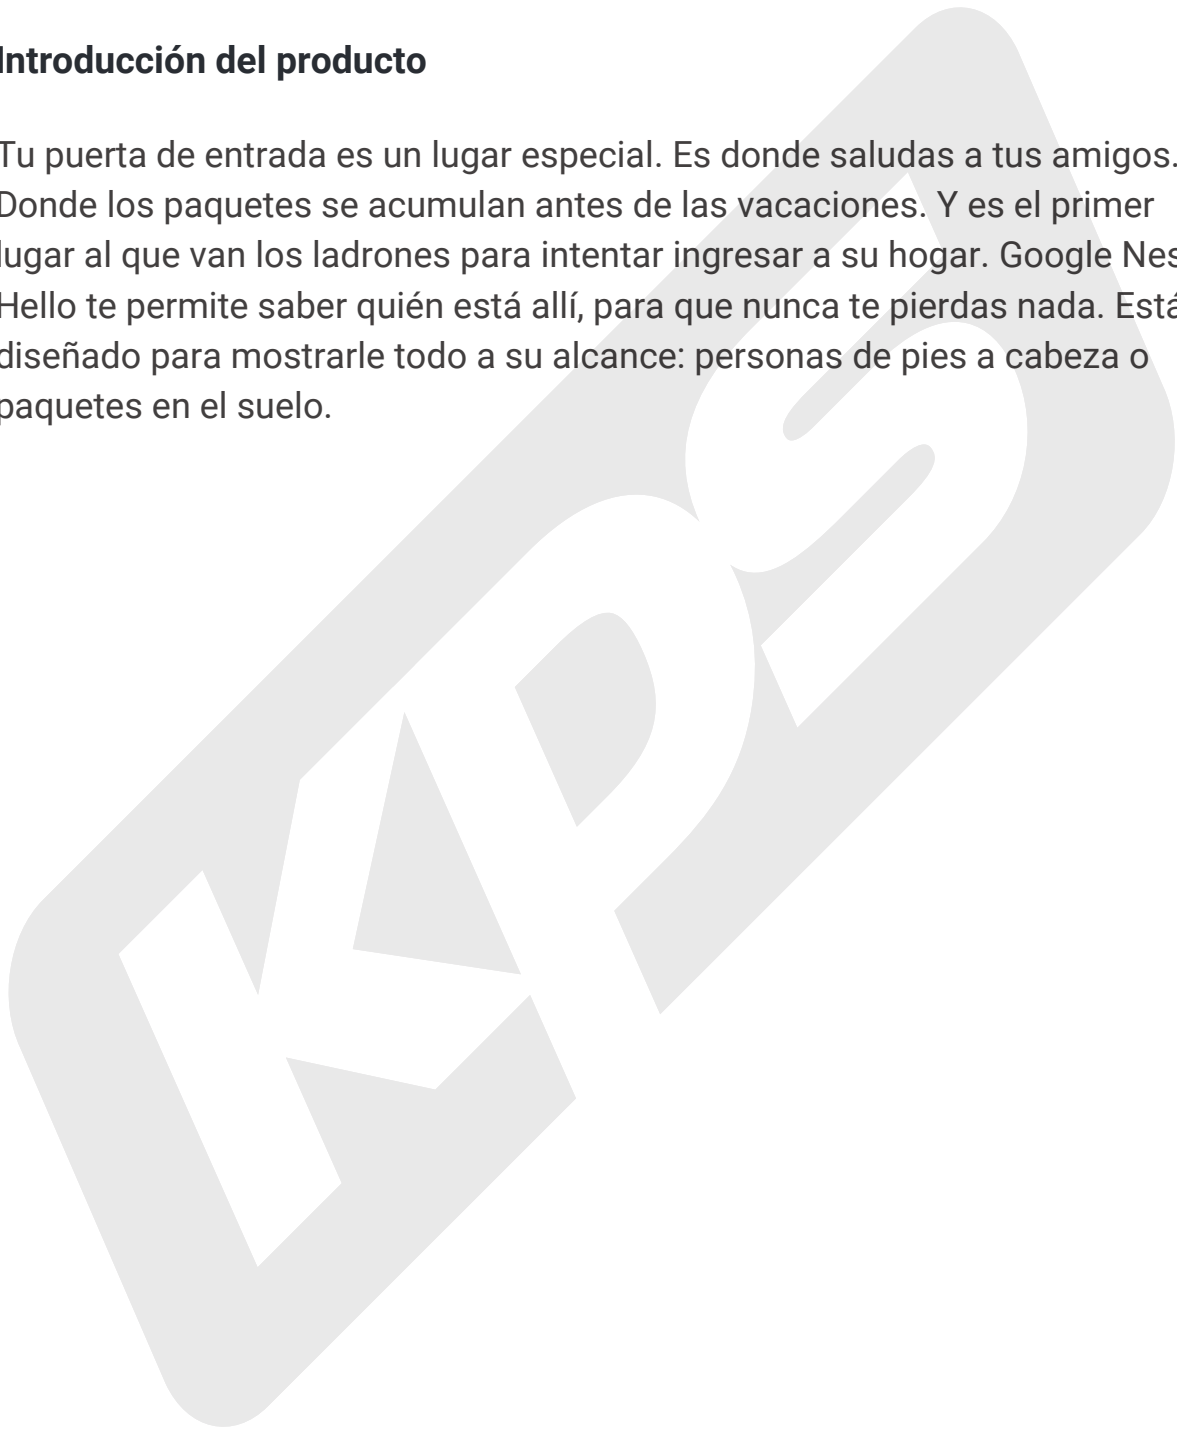 Introducción del producto
Tu puerta de entrada es un lugar especial. Es donde saludas a tus amigos.
Donde los paquetes se acumulan antes de las vacaciones. Y es el primer
lugar al que van los ladrones para intentar ingresar a su hogar. Google Nes
Hello te permite saber quién está allí, para que nunca te pierdas nada. Está
diseñado para mostrarle todo a su alcance: personas de pies a cabeza o
paquetes en el suelo.
KPS